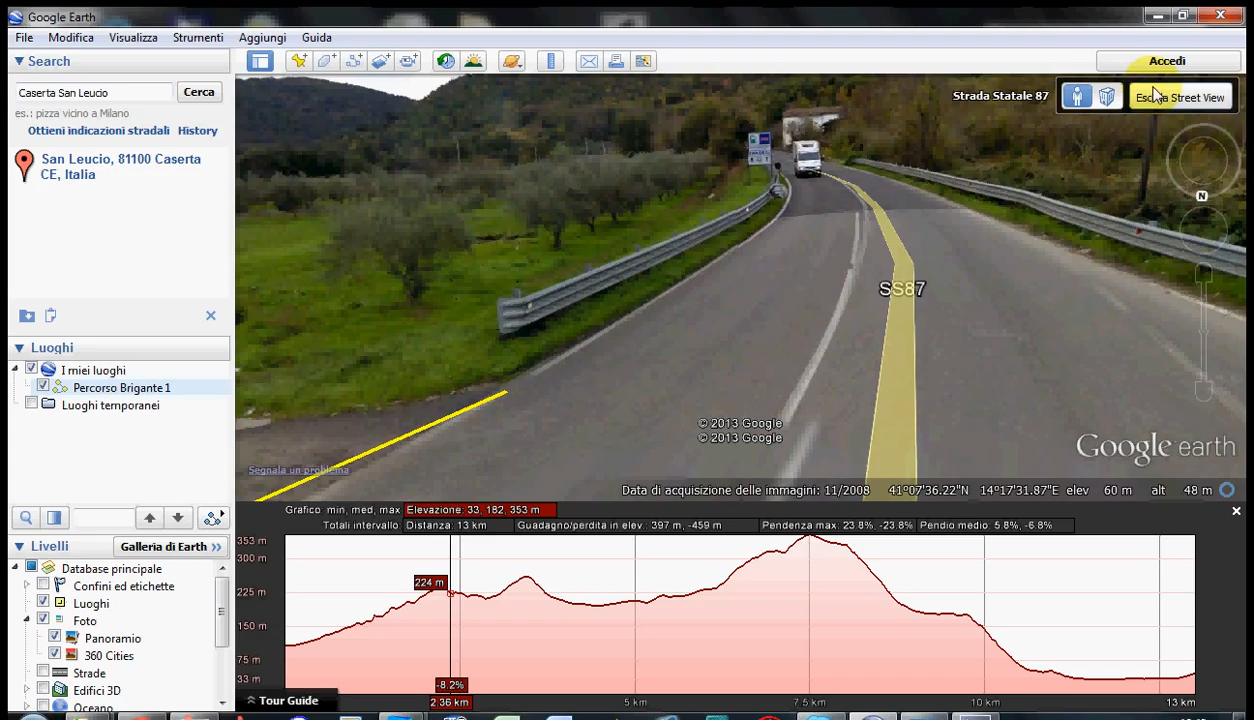 Google Earth
File Modifica Visualizza Strumenti Aggiungi Guida
Search
Caserta San Leucio Cerca
es.: pizza vicino a Milano
Ottieni indicazioni stradali History
San Leucio, 81100 Caserta
CE, Italia
Luoghi
I miei luoghi
Percorso Brigante 1
Luoghi temporanei
Livelli Galleria di Earth >>
Database principale
Confini ed etichette
Luoghi
Foto
Panoramio
360 Cities
Strade
Edifici 3D
Oceano
Accedi
Strada Statale 87
Street View
N
SS87
© 2013 Google
© 2013 Google
Google earth
Segnala un problema
Data di acquisizione delle immagini: 11/2008 41°07'36.22"N 14°17'31.87"E elev 60 m alt 48 m
Grafico min, med, max Elevazione: 33, 182, 353 m
Totali intervallo: Distanza: 13 km Guadagno/perdita in elev.: 397 m, -459 m Pendenza max: 23.8%, -23.8% Pendio medio: 5.8%, -6.8%
353 m
300 m
225 m
150 m
75 m
33 m
224 m
-8.2%
2.36 km 5 km 7.5 km 10 km 13 km
Tour Guide